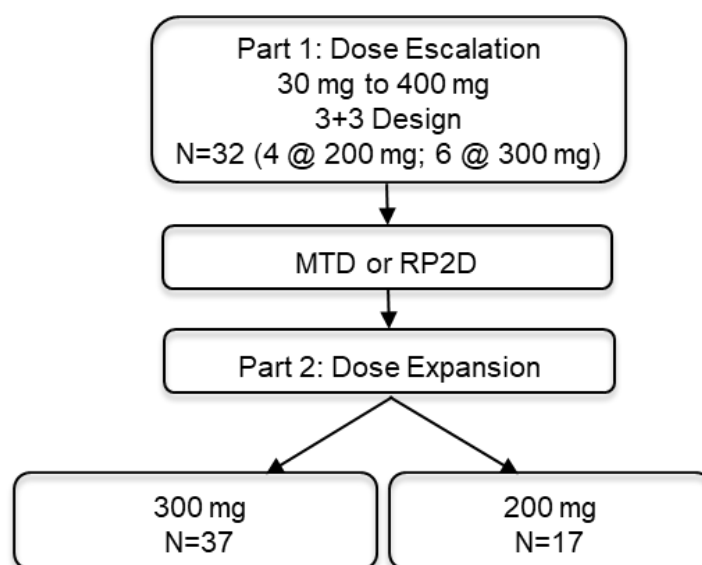 Part 1: Dose Escalation
30 mg to 400 mg
3+3 Design
N=32 (4 @ 200 mg; 6 @ 300 mg)
MTD or RP2D
Part 2: Dose Expansion
300 mg
N=37
200 mg
N=17